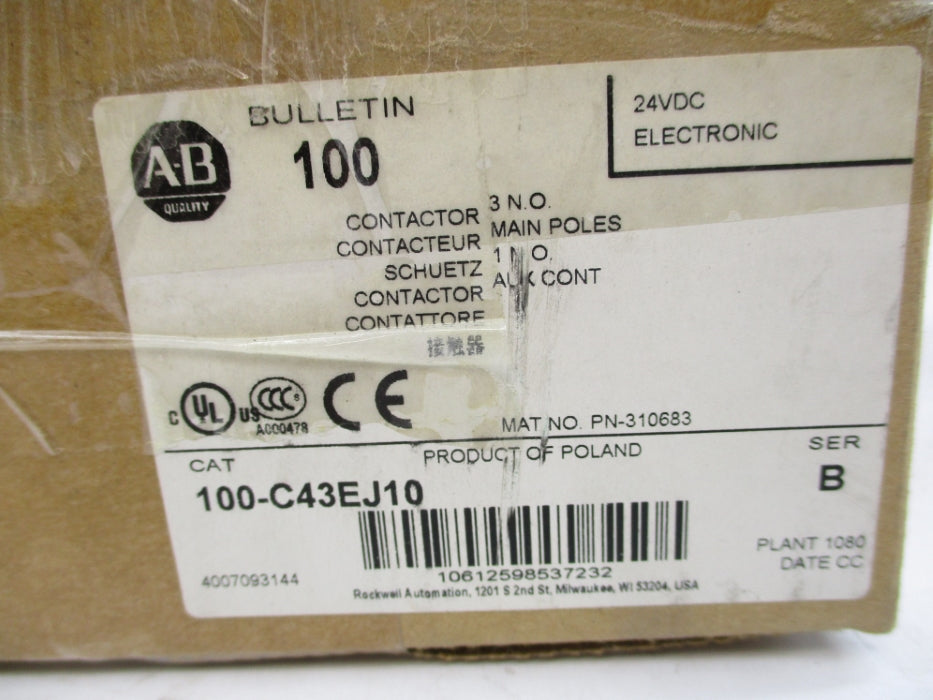 BULLETIN
100
A-B
QUALITY
24VDC
ELECTRONIC
CONTACTOR
CONTACTEUR
SCHUETZ
CONTACTOR
CONTATTORE
接触器
3 N.O.
MAIN POLES
1 N.O.
AUX CONT
C UL US
CCC
A000478
CE
MAT NO. PN-310683
CAT
PRODUCT OF POLAND
SER
100-C43EJ10
B
10612598537232
PLANT 1080
DATE CC
4007093144
Rockwell Automation, 1201 S 2nd St, Milwaukee, WI 53204, USA